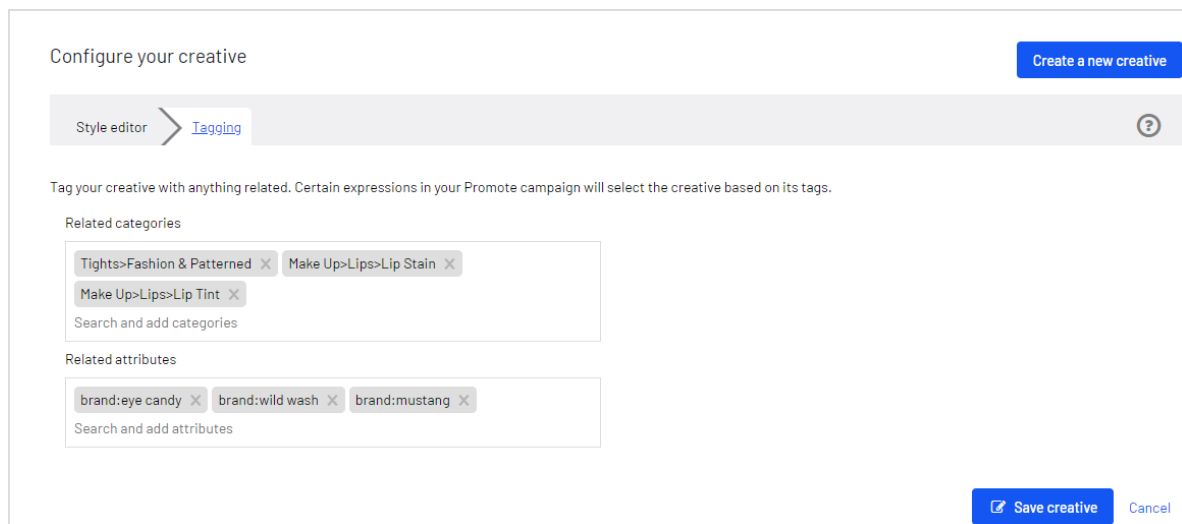 Configure your creative
Create a new creative
Style editor
Tagging
?
Tag your creative with anything related. Certain expressions in your Promote campaign will select the creative based on its tags.
Related categories
Tights>Fashion & Patterned X Make Up>Lips>Lip Stain X
Make Up>Lips>Lip Tint X
Search and add categories
Related attributes
brand:eye candy X brand:wild wash X brand:mustang X
Search and add attributes
Save creative Cancel